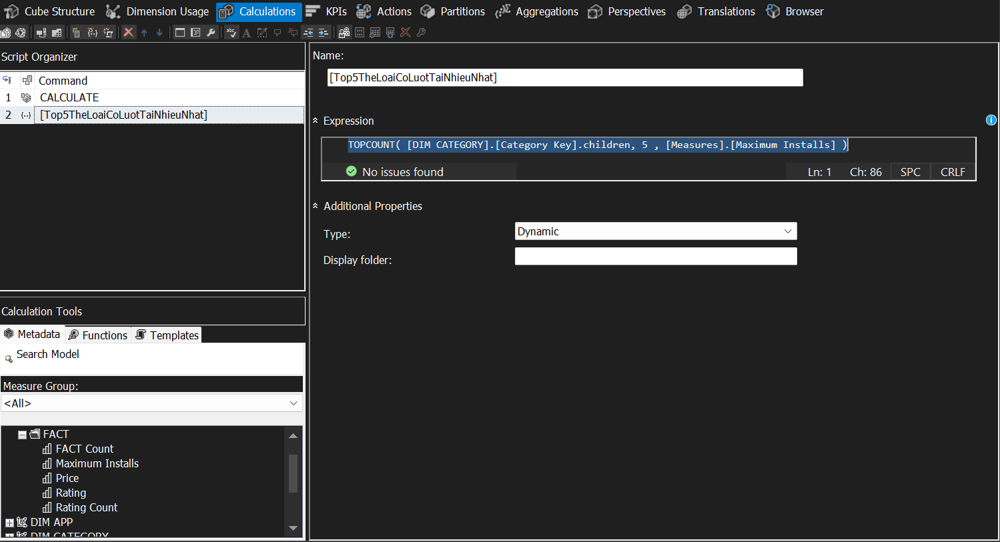 Cube Structure Dimension Usage Calculations KPIs Actions Partitions Aggregations Perspectives Translations Browser
Script Organizer
Command
1 CALCULATE
2 [Top5TheLoaiCoLuotTaiNhieuNhat]
Calculation Tools
Metadata Functions Templates
Search Model
Measure Group:
<All>
FACT
FACT Count
Maximum Installs
Price
Rating
Rating Count
DIM APP
DIM CATEGORY
Name:
[Top5TheLoaiCoLuotTaiNhieuNhat]
Expression
TOPCOUNT( [DIM CATEGORY].[Category Key].children, 5 , [Measures].[Maximum Installs] )
No issues found Ln: 1 Ch: 86 SPC CRLF
Additional Properties
Type: Dynamic
Display folder: